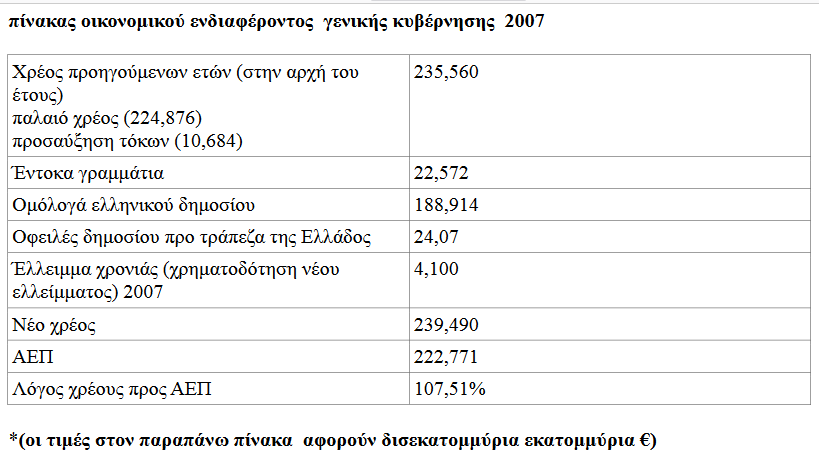 πίνακας οικονομικού ενδιαφέροντος γενικής κυβέρνησης 2007
Χρέος προηγούμενων ετών (στην αρχή του
έτους)
παλαιό χρέος (224,876)
προσαύξηση τόκων (10,684)
235,560
Έντοκα γραμμάτια
22,572
Ομόλογά ελληνικού δημοσίου
188,914
Οφειλές δημοσίου προ τράπεζα της Ελλάδος
24,07
Έλλειμμα χρονιάς (χρηματοδότηση νέου
ελλείμματος) 2007
4,100
Νέο χρέος
239,490
ΑΕΠ
222,771
Λόγος χρέους προς ΑΕΠ
107,51%
*(οι τιμές στον παραπάνω πίνακα αφορούν δισεκατομμύρια εκατομμύρια €)